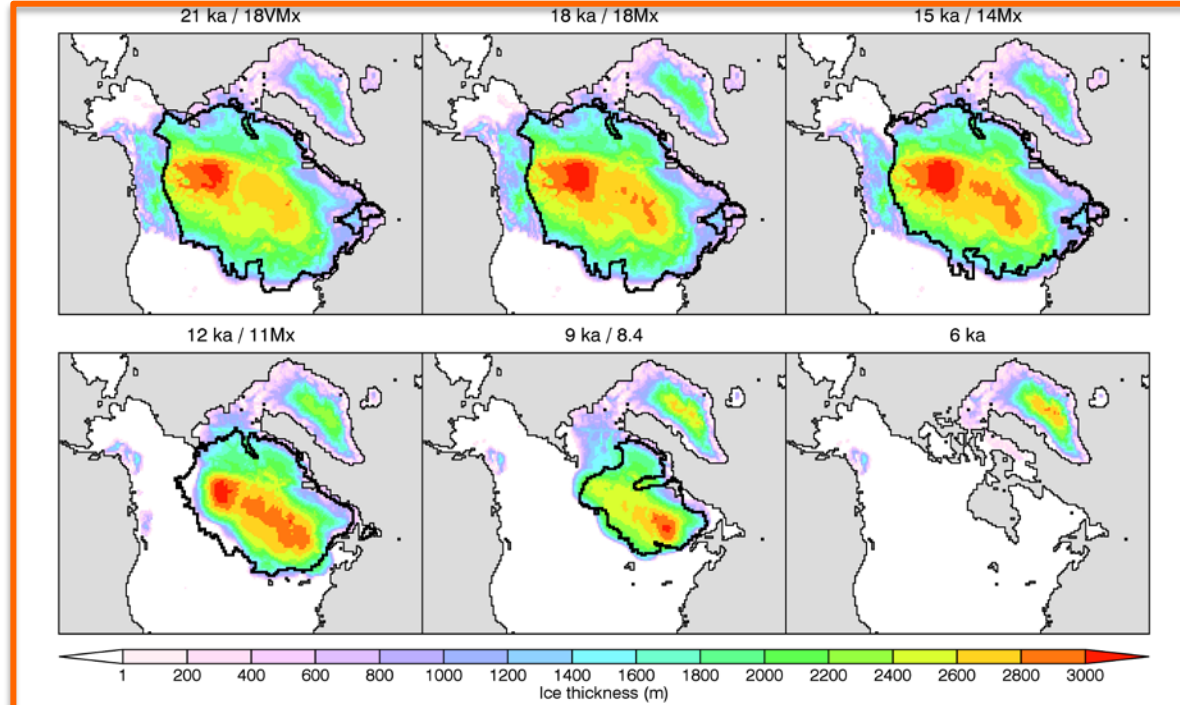 21 ka / 18VMx 18 ka / 18Mx 15 ka / 14Mx
12 ka / 11Mx 9 ka / 8.4 6 ka
1 200 400 600 800 1000 1200 1400 1600 1800 2000 2200 2400 2600 2800 3000
Ice thickness (m)